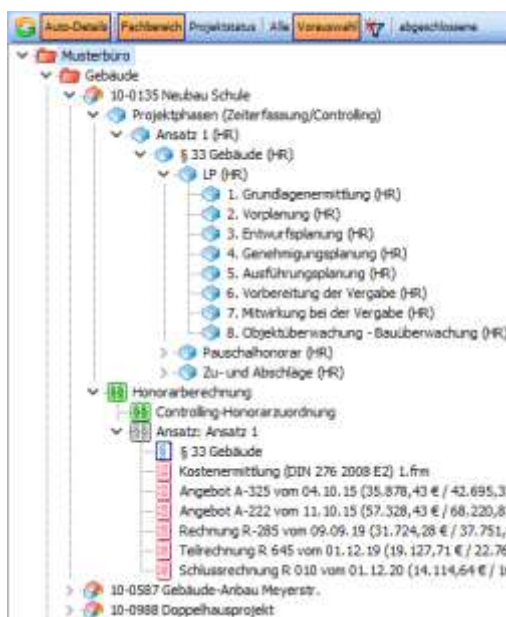 Auto-Details Fachbereich Projektstatus Alle Vorauswahl abgeschlossene
Musterbüro
Gebäude
10-0135 Neubau Schule
Projektphasen (Zeiterfassung/Controlling)
Ansatz 1 (HR)
§ 33 Gebäude (HR)
LP (HR)
1. Grundlagenermittlung (HR)
2. Vorplanung (HR)
3. Entwurfsplanung (HR)
4. Genehmigungsplanung (HR)
5. Ausführungsplanung (HR)
6. Vorbereitung der Vergabe (HR)
7. Mitwirkung bei der Vergabe (HR)
8. Objektüberwachung - Bauüberwachung (HR)
Pauschalhonorar (HR)
Zu- und Abschläge (HR)
Honorarberechnung
Controlling-Honorarzuordnung
Ansatz: Ansatz 1
§ 33 Gebäude
Kostenermittlung (DIN 276 2008 E2) 1.frm
Angebot A-325 vom 04.10.15 (35.878,43 € / 42.695,3
Angebot A-222 vom 11.10.15 (57.328,43 € / 68.220,8
Rechnung R-285 vom 09.09.19 (31.724,28 € / 37.751,
Teilrechnung R 645 vom 01.12.19 (19.127,71 € / 22.76
Schlussrechnung R 010 vom 01.12.20 (14.114,64 € / 1
10-0587 Gebäude-Anbau Meyerstr.
10-0988 Doppelhausprojekt